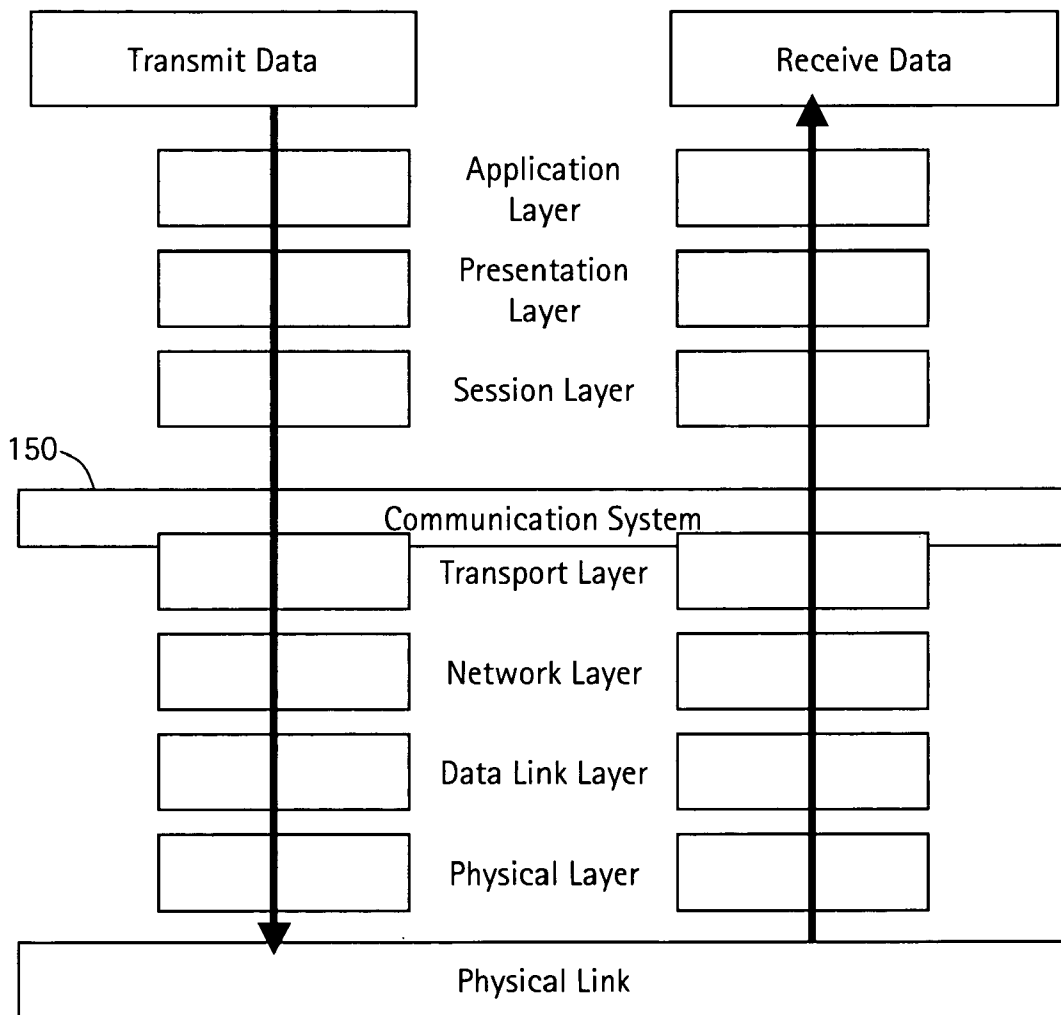 Transmit Data
Receive Data
Application
Layer
Presentation
Layer
Session Layer
150
Communication System
Transport Layer
Network Layer
Data Link Layer
Physical Layer
Physical Link